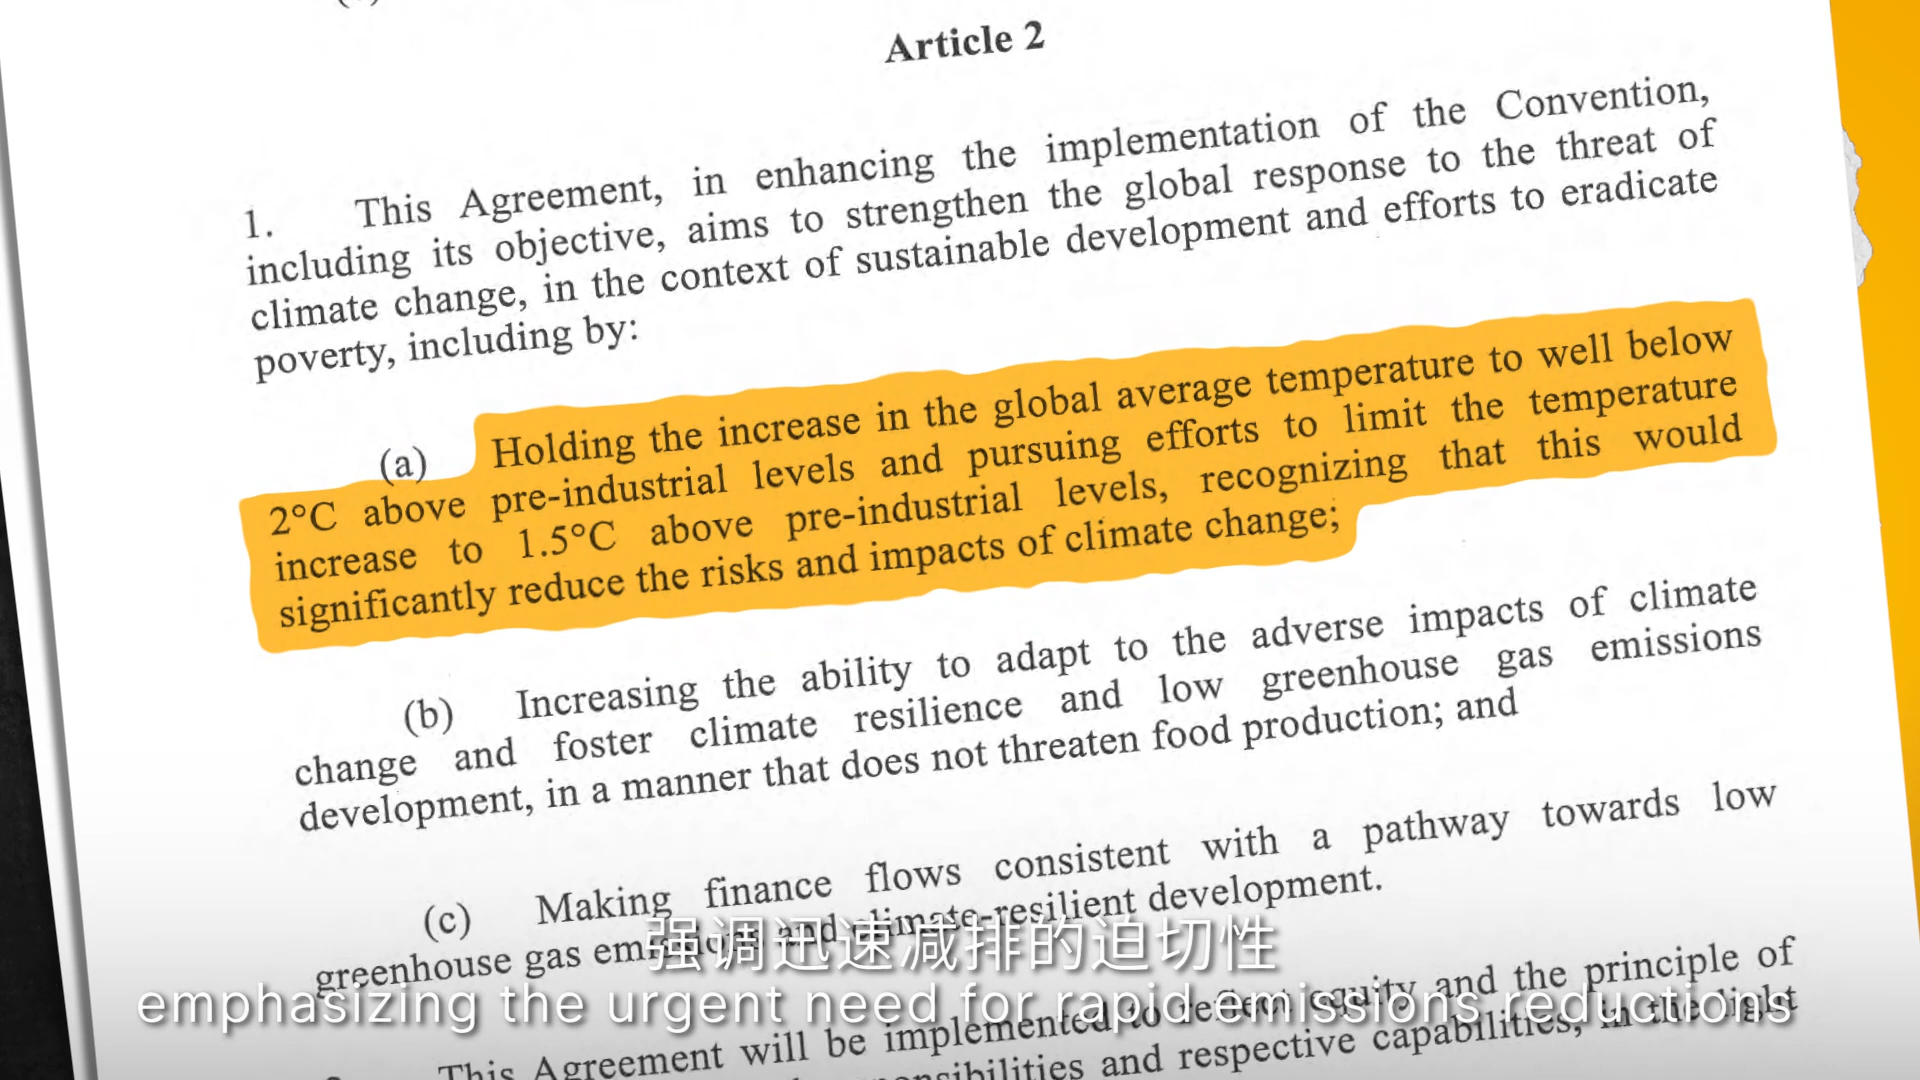 Article 2
1. This Agreement, in enhancing the implementation of the Convention,
including its objective, aims to strengthen the global response to the threat of
climate change, in the context of sustainable development and efforts to eradicate
poverty, including by:
(a) Holding the increase in the global average temperature to well below
2°C above pre-industrial levels and pursuing efforts to limit the temperature
increase to 1.5°C above pre-industrial levels, recognizing that this would
significantly reduce the risks and impacts of climate change;
(b) Increasing the ability to adapt to the adverse impacts of climate
change and foster climate resilience and low greenhouse gas emissions
development, in a manner that does not threaten food production; and
(c) Making finance flows consistent with a pathway towards low
greenhouse gas emissions and climate-resilient development.
强调迅速减排的迫切性
emphasizing the urgent need for rapid emissions reductions
This Agreement will be implemented to reflect equity and the principle of
and respective capabilities, in the light